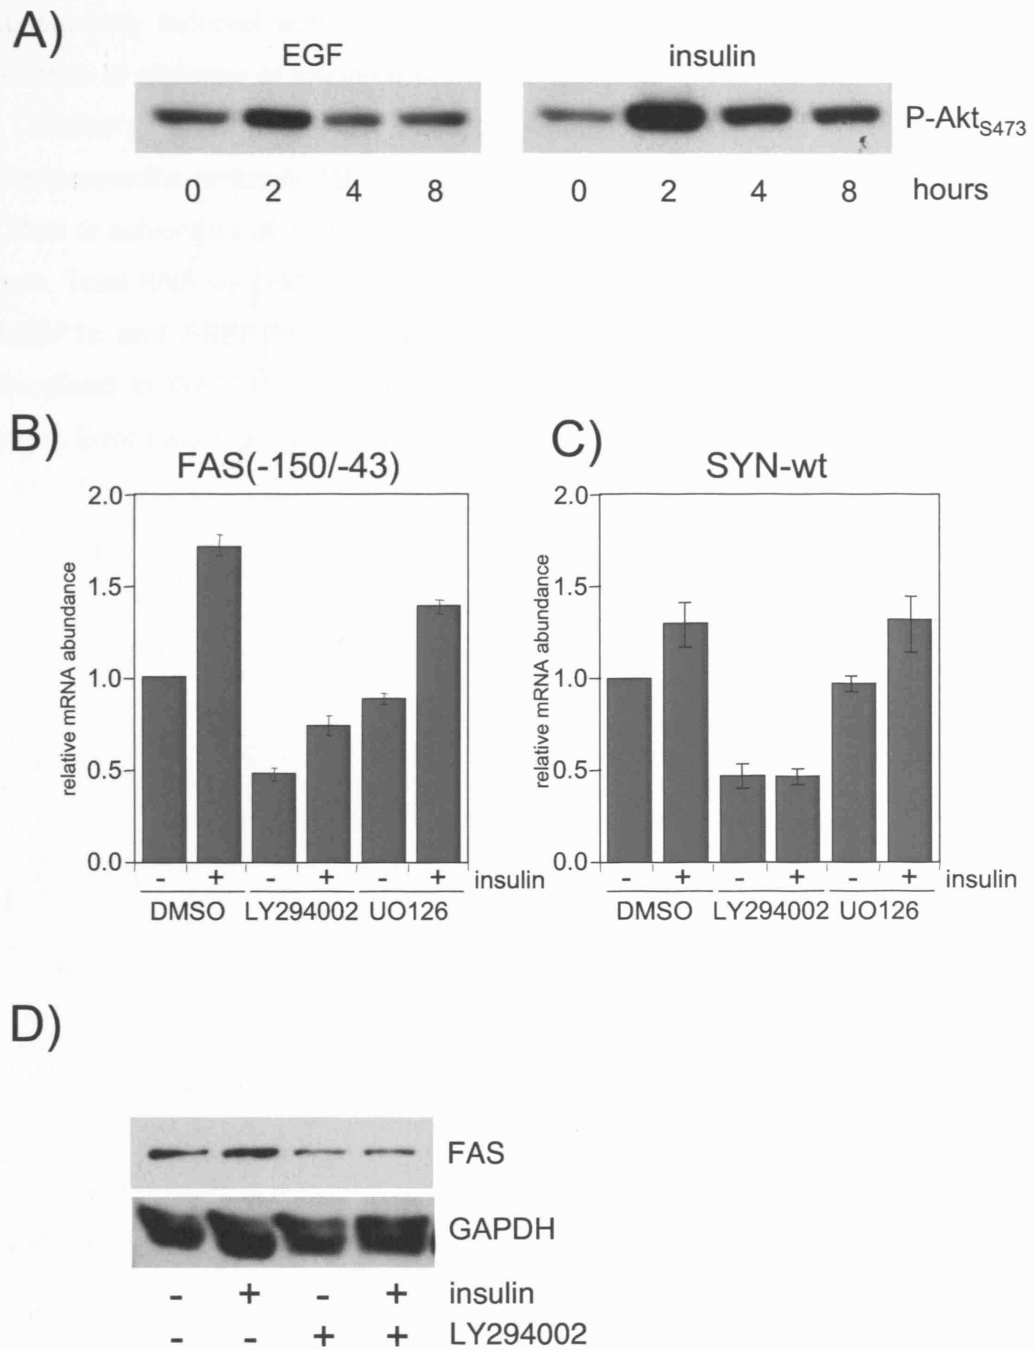 A)
EGF insulin
P-AktS473
0 2 4 8 0 2 4 8 hours
B)
FAS(-150/-43)
relative mRNA abundance
2.0
1.5
1.0
0.5
0.0
- + - + - + insulin
DMSO LY294002 UO126
C)
SYN-wt
relative mRNA abundance
2.0
1.5
1.0
0.5
0.0
- + - + - + insulin
DMSO LY294002 UO126
D)
FAS
GAPDH
- + - + insulin
- - + + LY294002